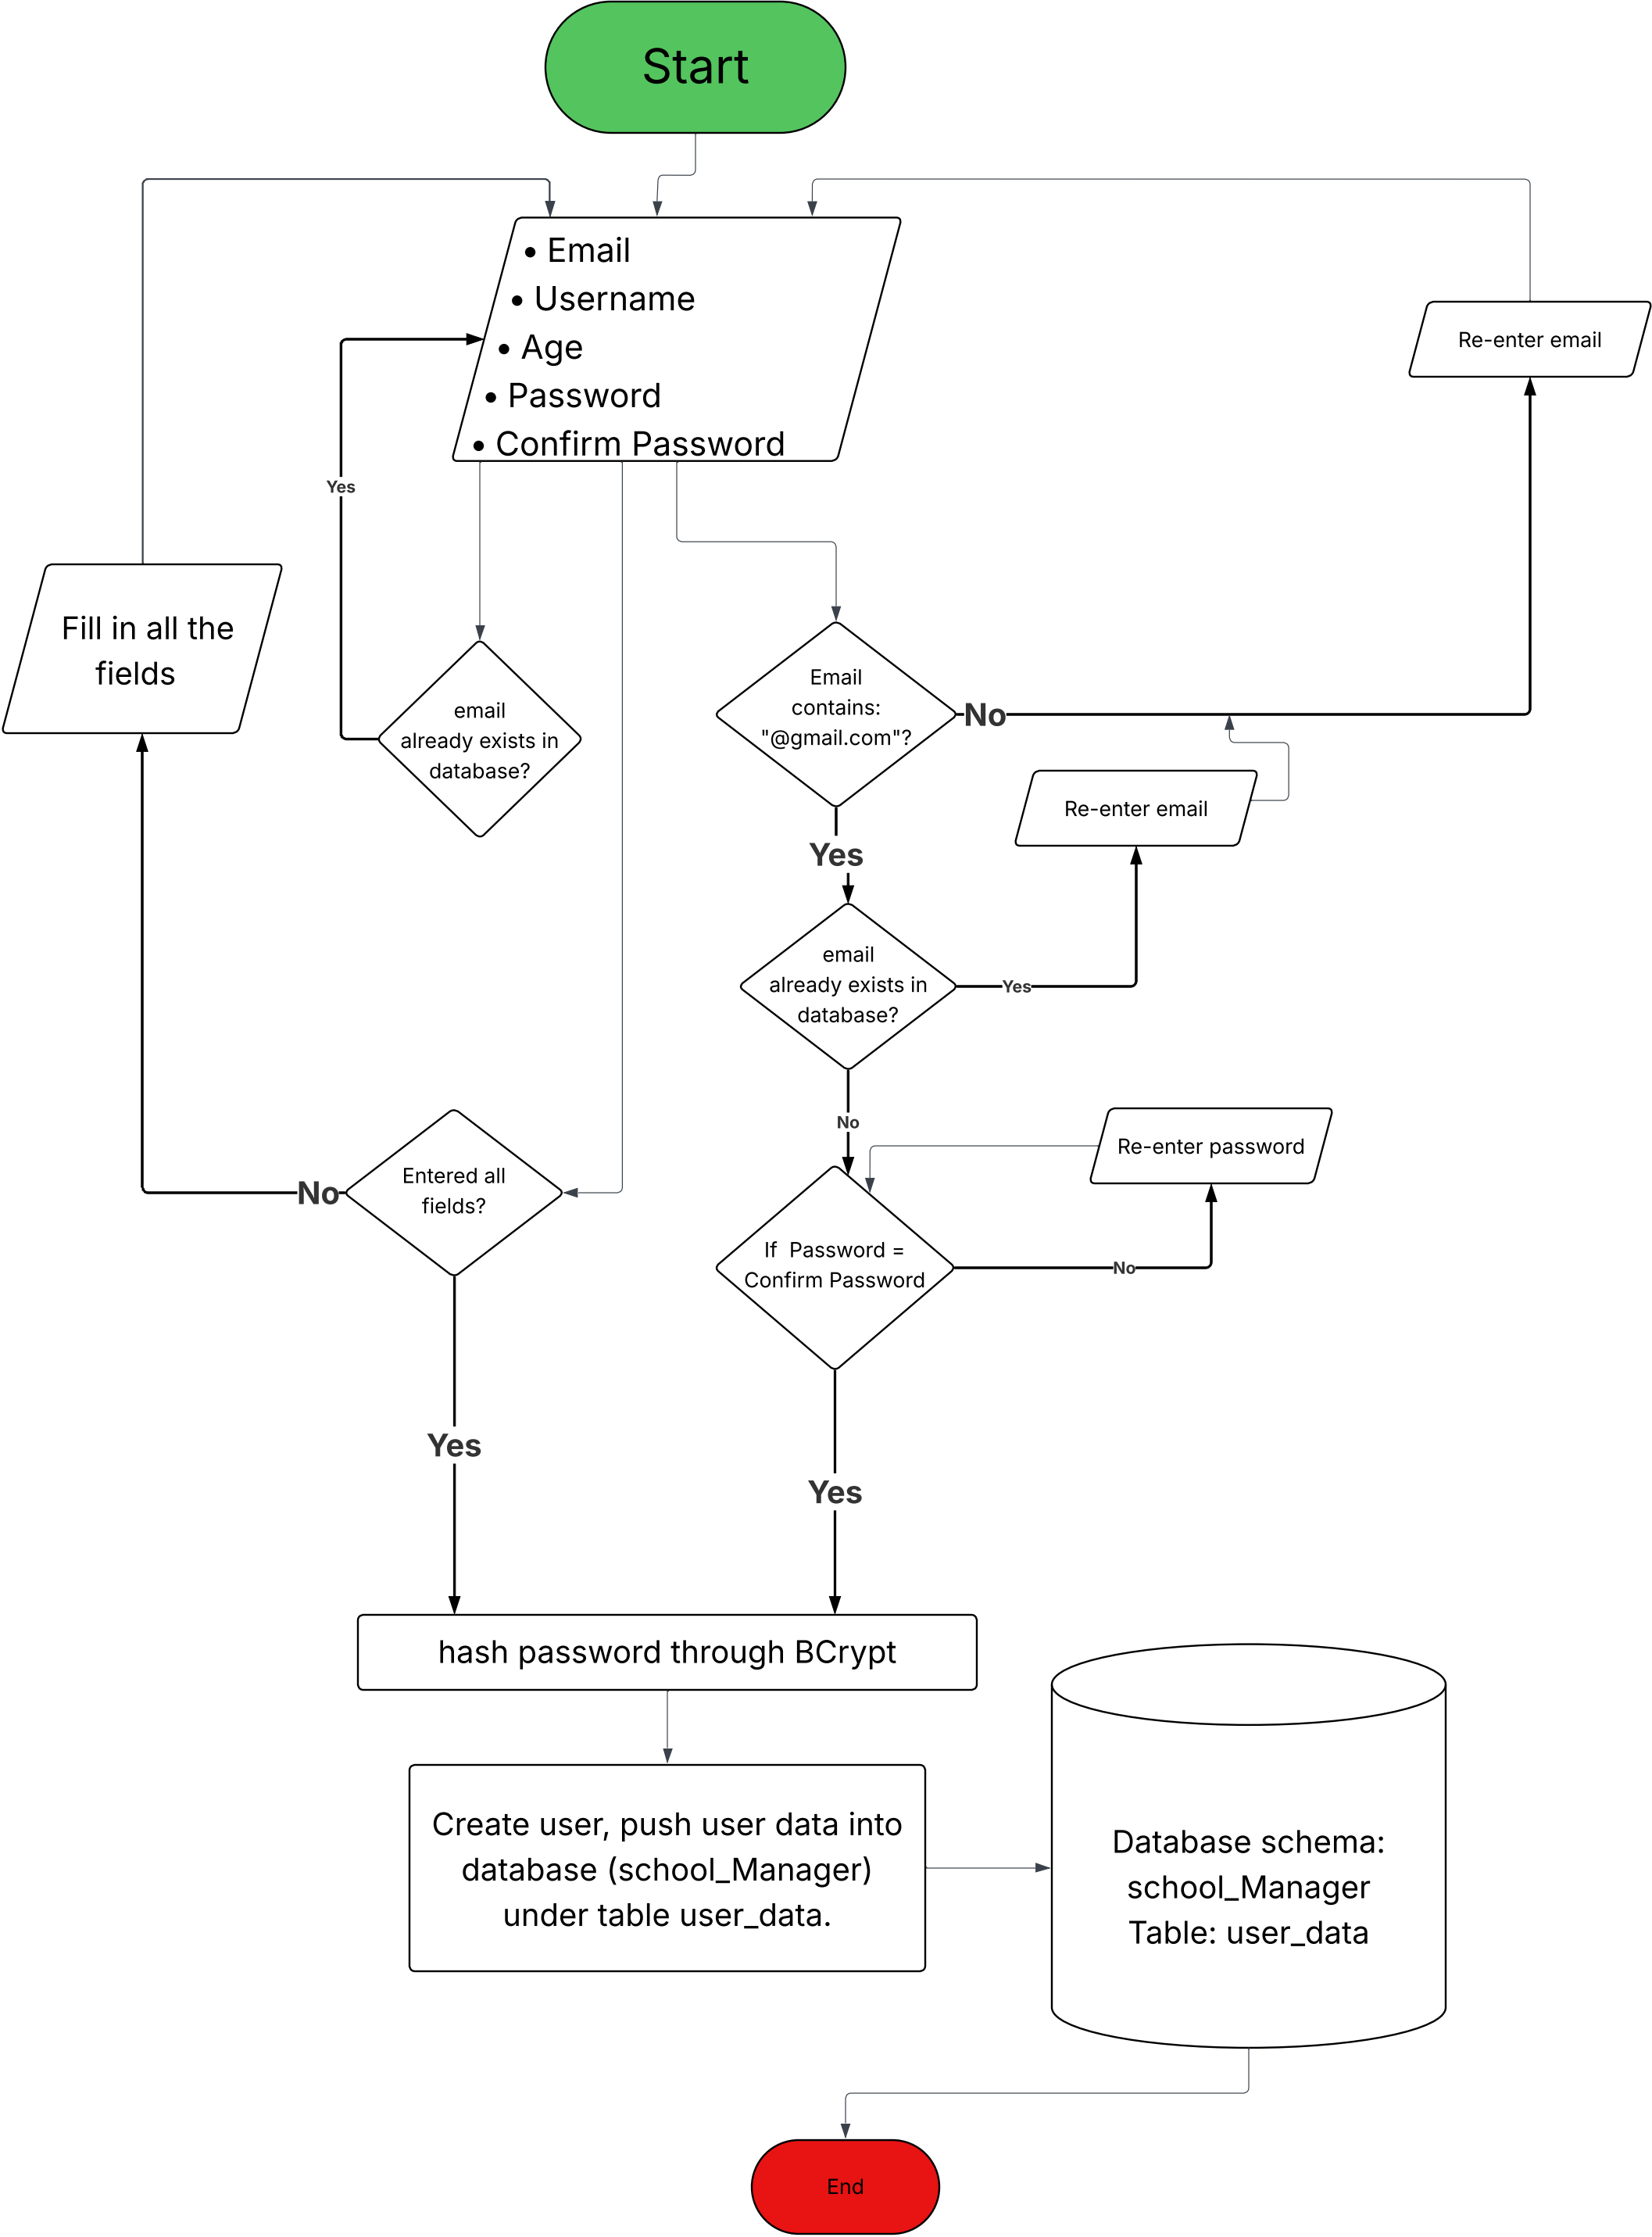 Start
• Email
• Username
• Age
• Password
• Confirm Password
Re-enter email
Yes
Fill in all the
fields
email
already exists in
database?
Email
contains:
"@gmail.com"?
No
Re-enter email
Yes
email
already exists in
database?
Yes
No
Re-enter password
Entered all
fields?
No
If Password =
Confirm Password
No
Yes
Yes
hash password through BCrypt
Create user, push user data into
database (school_Manager)
under table user_data.
Database schema:
school_Manager
Table: user_data
End